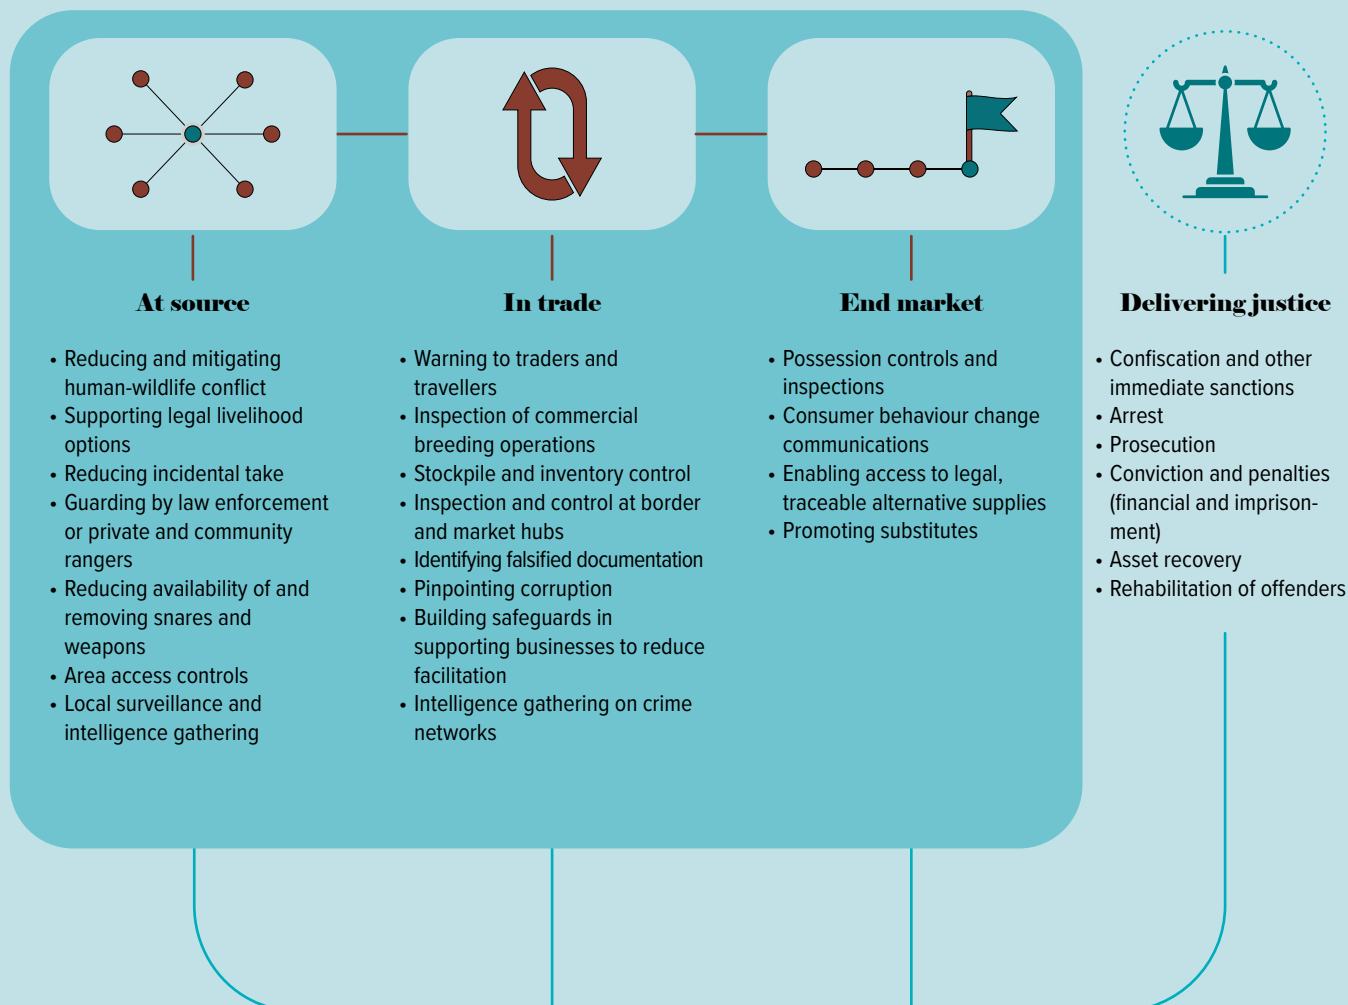 At source
• Reducing and mitigating
human-wildlife conflict
• Supporting legal livelihood
options
• Reducing incidental take
• Guarding by law enforcement
or private and community
rangers
• Reducing availability of and
removing snares and
weapons
• Area access controls
• Local surveillance and
intelligence gathering
In trade
• Warning to traders and
travellers
• Inspection of commercial
breeding operations
• Stockpile and inventory control
• Inspection and control at border
and market hubs
• Identifying falsified documentation
• Pinpointing corruption
• Building safeguards in
supporting businesses to reduce
facilitation
• Intelligence gathering on crime
networks
End market
• Possession controls and
inspections
• Consumer behaviour change
communications
• Enabling access to legal,
traceable alternative supplies
• Promoting substitutes
Delivering justice
• Confiscation and other
immediate sanctions
• Arrest
• Prosecution
• Conviction and penalties
(financial and imprison-
ment)
• Asset recovery
• Rehabilitation of offenders